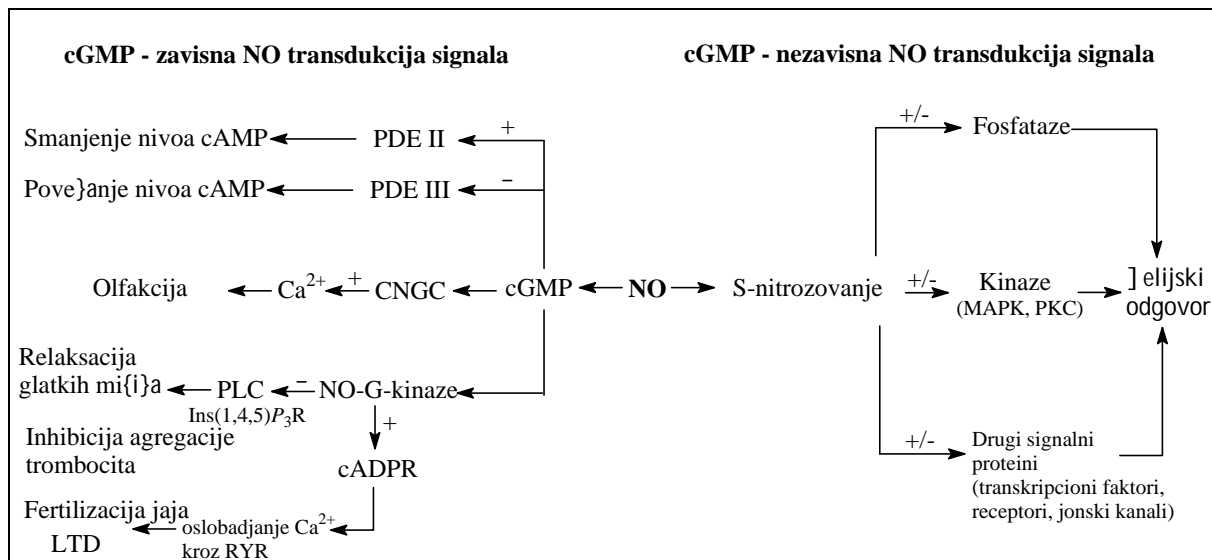 cGMP - zavisna NO transdukcija signala
cGMP - nezavisna NO transdukcija signala
Smanjenje nivoa cAMP
PDE II
+
Pove}anje nivoa cAMP
PDE III
−
Olfakcija
Ca2+
+
CNGC
cGMP
NO
S-nitrozovanje
+/-
Fosfataze
+/-
Kinaze
(MAPK, PKC)
] elijski
odgovor
+/-
Drugi signalni
proteini
(transkripcioni faktori,
receptori, jonski kanali)
Relaksacija
glatkih mi{i}a
PLC
−
NO-G-kinaze
Ins(1,4,5)P3R
+
Inhibicija agregacije
trombocita
cADPR
Fertilizacija jaja
LTD
oslobadjanje Ca2+
kroz RYR